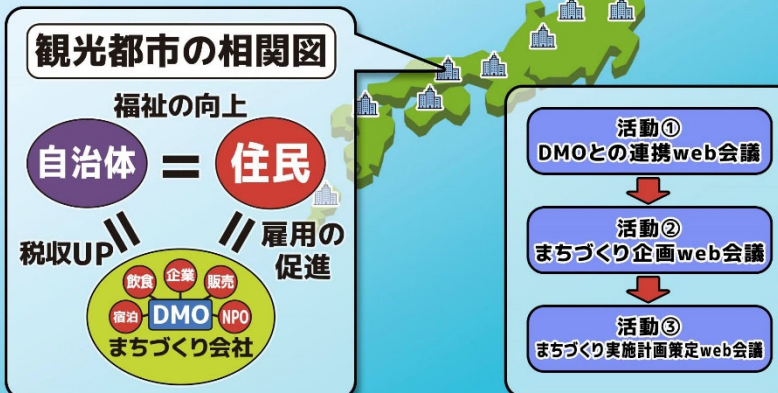 観光都市の相関図
福祉の向上
自治体
=
住民
税収UP
雇用の
促進
飲食
企業
販売
宿泊
DMO
NPO
まちづくり会社
活動①
DMOとの連携web会議
活動②
まちづくり企画web会議
活動③
まちづくり実施計画策定web会議